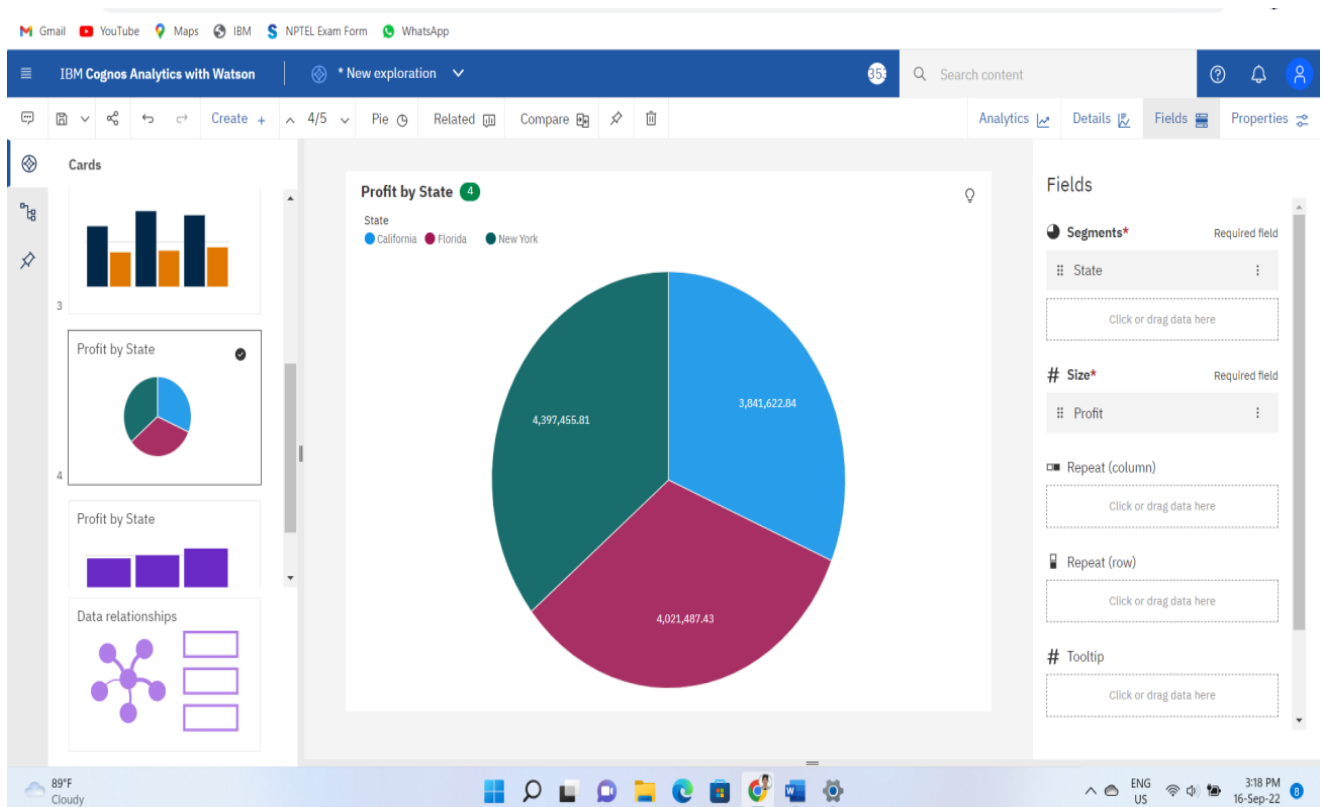 Gmail YouTube Maps IBM NPTEL Exam Form WhatsApp
IBM Cognos Analytics with Watson * New exploration 353 Search content
Create + 4/5 Pie Related Compare Analytics Details Fields Properties
Cards
3
Profit by State
4
Profit by State
Data relationships
Profit by State 4
State
California Florida New York
4,397,455.81
3,841,622.84
4,021,487.43
Fields
Segments* Required field
State
Click or drag data here
# Size* Required field
Profit
Repeat (column)
Click or drag data here
Repeat (row)
Click or drag data here
# Tooltip
Click or drag data here
89°F
Cloudy
ENG
US
3:18 PM
16-Sep-22
8